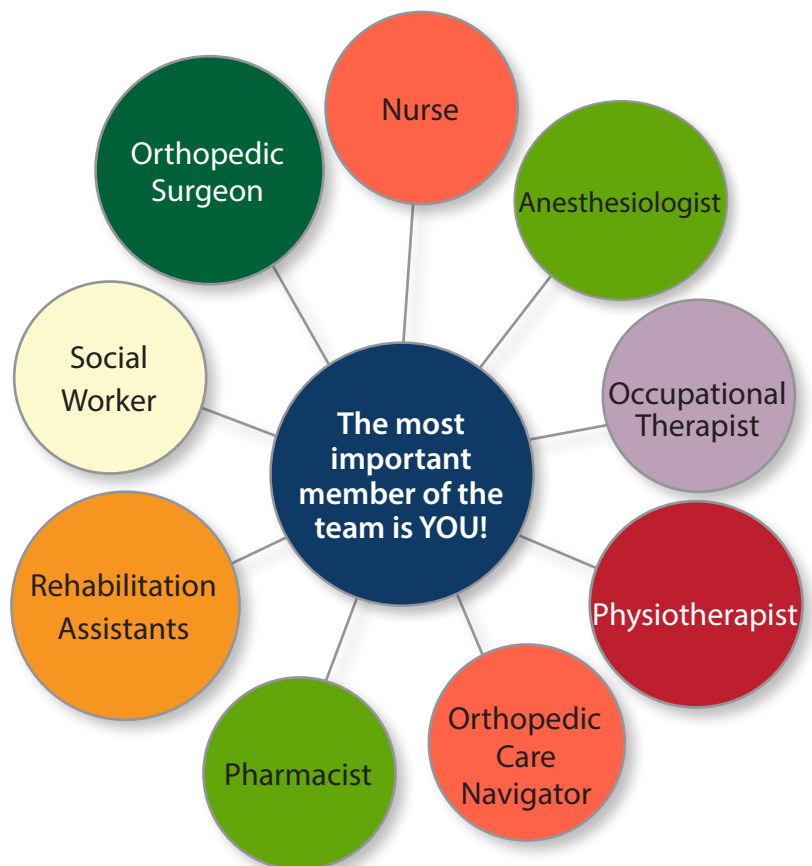 Nurse
Orthopedic
Surgeon
Anesthesiologist
Social
Worker
Occupational
Therapist
The most
important
member of the
team is YOU!
Rehabilitation
Assistants
Physiotherapist
Pharmacist
Orthopedic
Care
Navigator